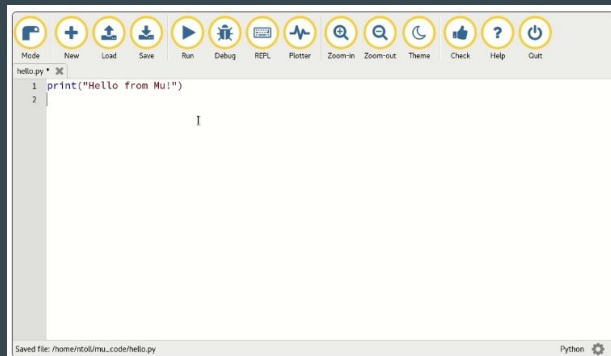 Mode New Load Save Run Debug REPL Plotter Zoom-in Zoom-out Theme Check Help Quit
hello.py *
1 print("Hello from Mu!")
2
Saved file: /home/ntoll/mu_code/hello.py Python